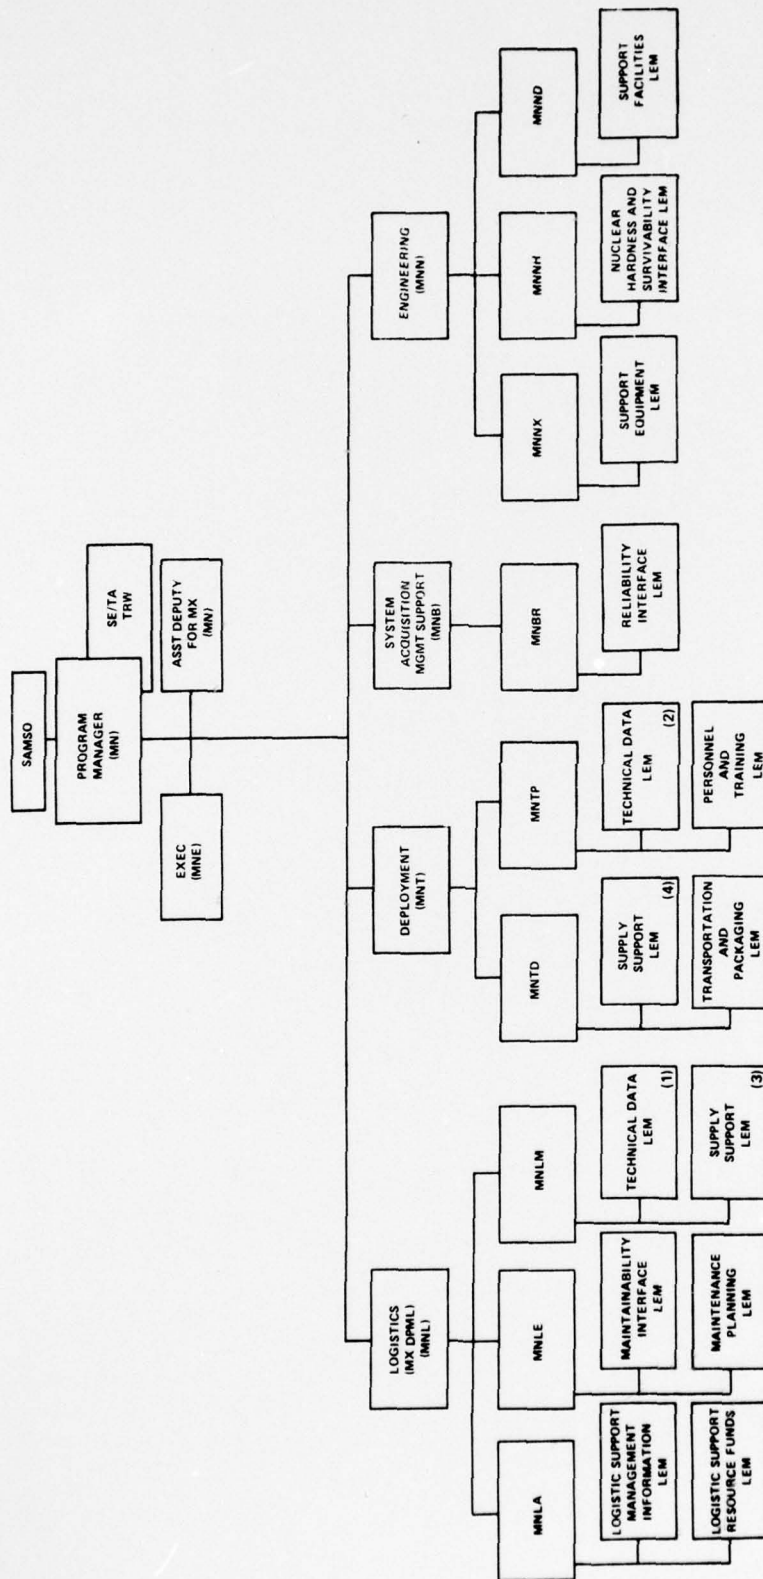 SAMSO
PROGRAM
MANAGER
(MN)
SE/TA
TRW
EXEC
(MNE)
ASST DEPUTY
FOR MX
(MN)
LOGISTICS
(MX DPML)
(MNL)
DEPLOYMENT
(MNT)
SYSTEM
ACQUISITION
MGMT SUPPORT
(MNB)
ENGINEERING
(MNN)
MNLA
MNLE
MNLM
MNTD
MNTP
MNBR
MNNX
MNNH
MNND
LOGISTIC SUPPORT
MANAGEMENT
INFORMATION
LEM
MAINTAINABILITY
INTERFACE
LEM
TECHNICAL DATA
LEM
(1)
SUPPLY
SUPPORT
LEM
(4)
TECHNICAL DATA
LEM
(2)
RELIABILITY
INTERFACE
LEM
SUPPORT
EQUIPMENT
LEM
NUCLEAR
HARDNESS AND
SURVIVABILITY
INTERFACE LEM
SUPPORT
FACILITIES
LEM
LOGISTIC SUPPORT
RESOURCE FUNDS
LEM
MAINTENANCE
PLANNING
LEM
SUPPLY
SUPPORT
LEM
(3)
TRANSPORTATION
AND
PACKAGING
LEM
PERSONNEL
AND
TRAINING
LEM